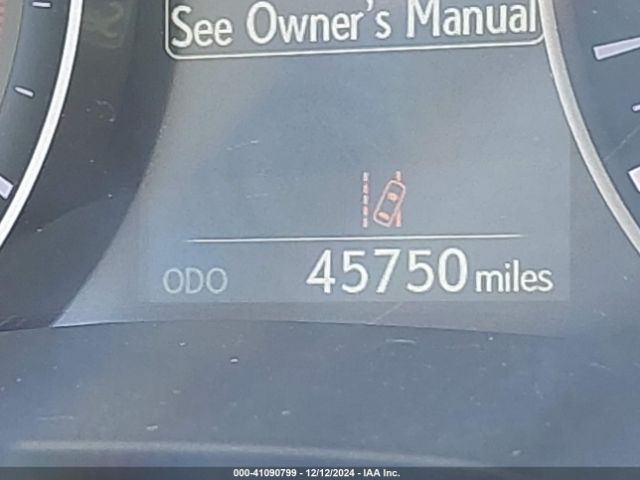 See Owner's Manual
ODO 45750 miles
000-41090799 - 12/12/2024 - IAA Inc.